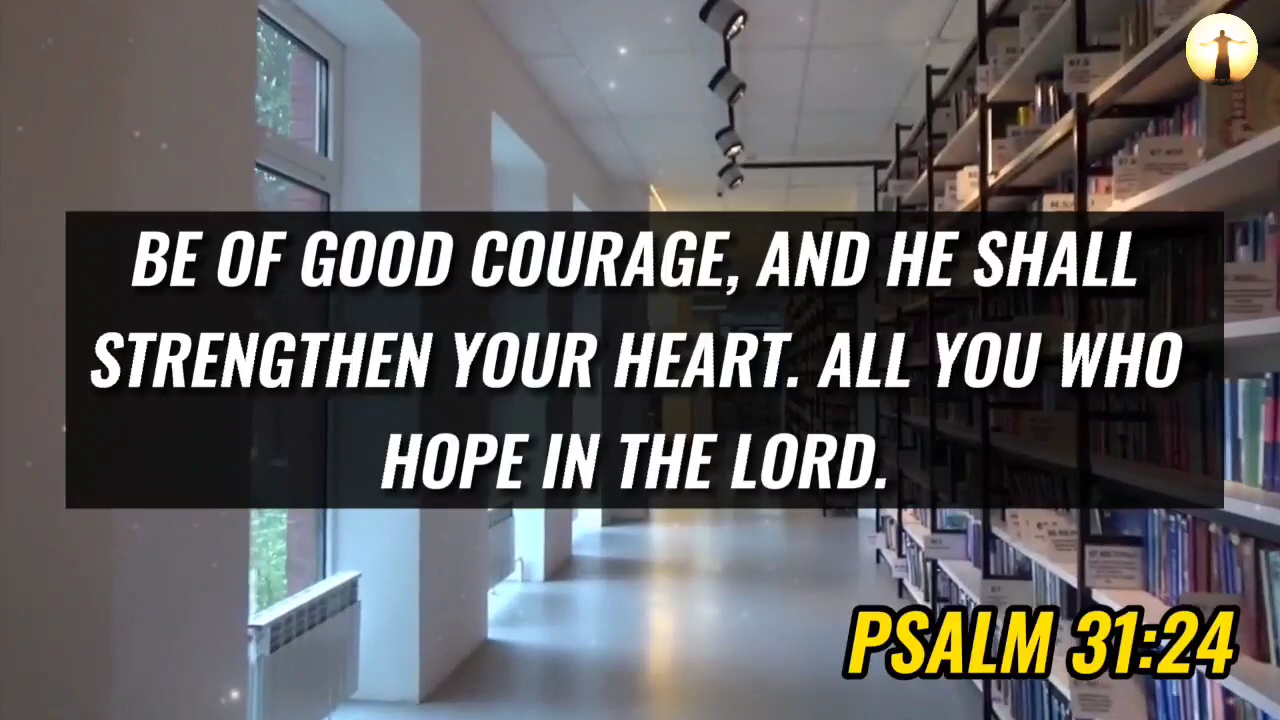 BE OF GOOD COURAGE, AND HE SHALL
STRENGTHEN YOUR HEART. ALL YOU WHO
HOPE IN THE LORD.
PSALM 31:24